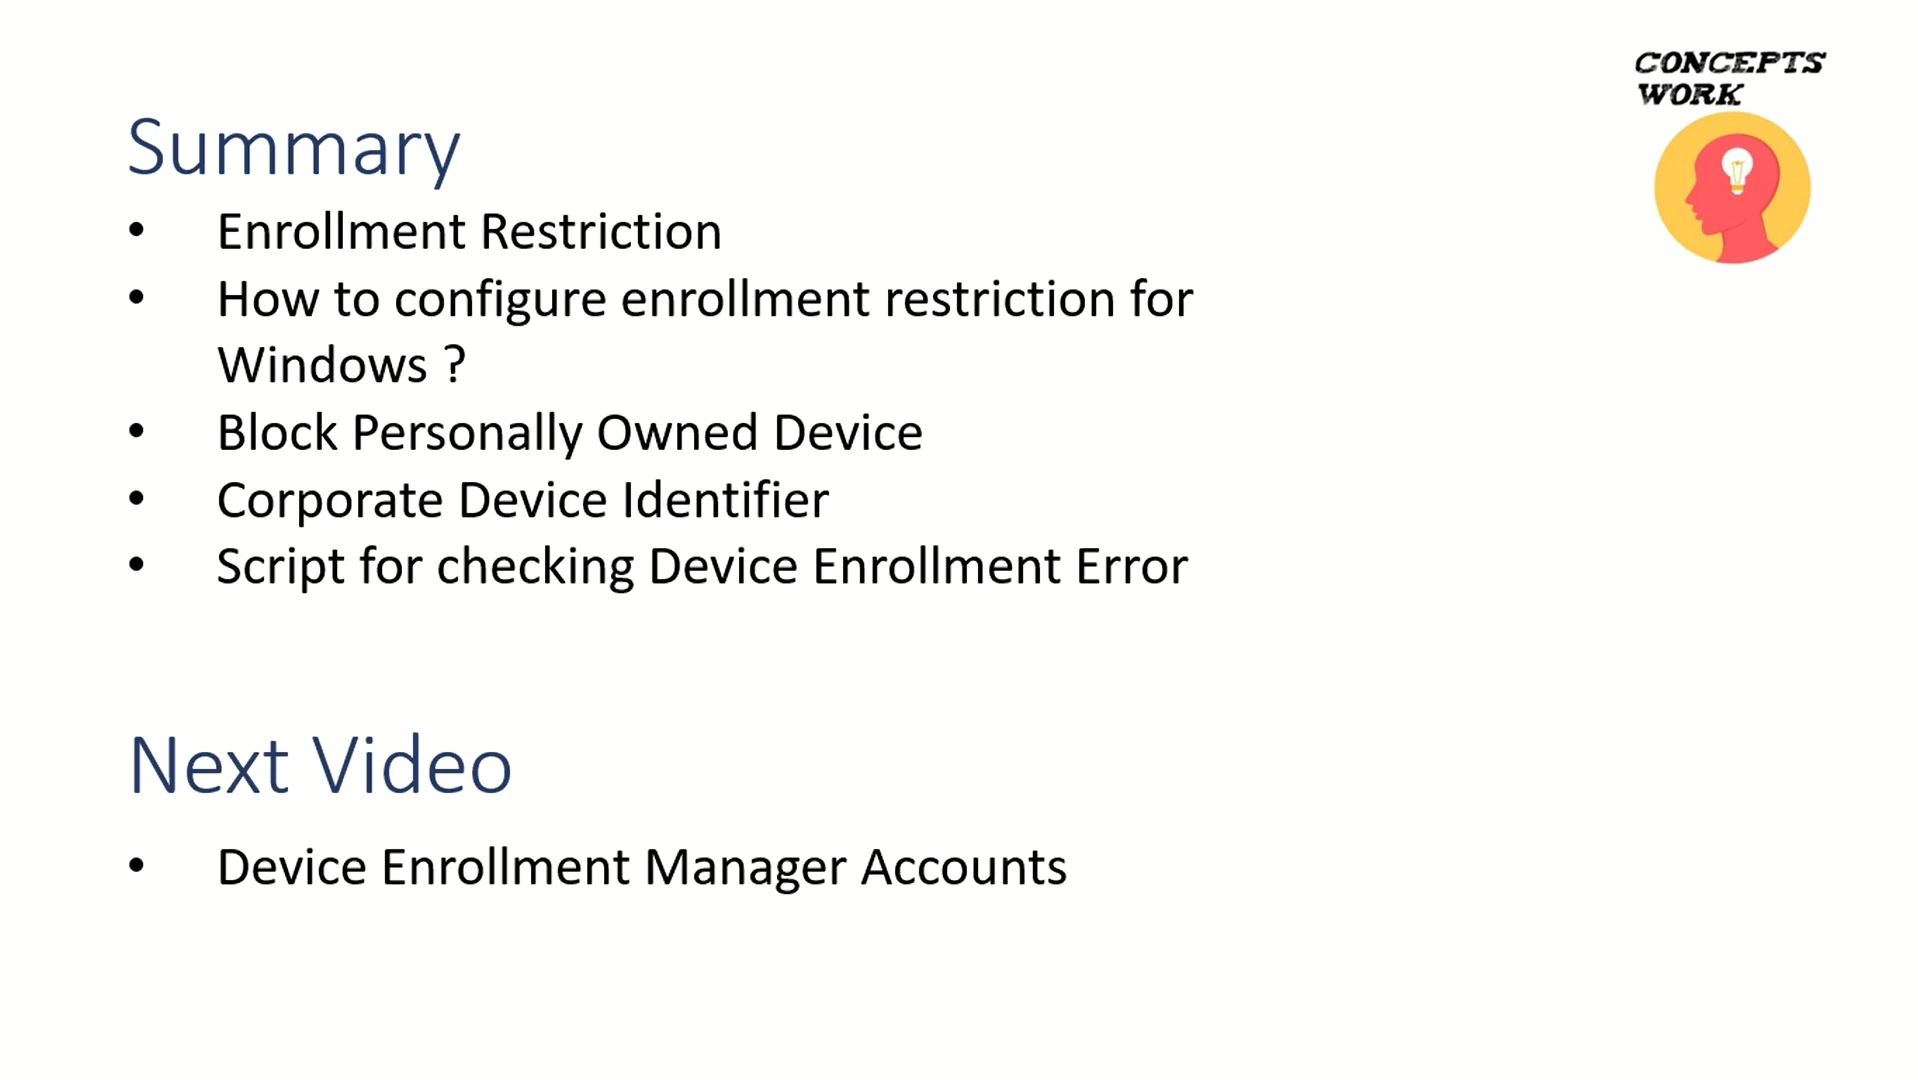 CONCEPTS
WORK
Summary
• Enrollment Restriction
• How to configure enrollment restriction for
Windows ?
• Block Personally Owned Device
• Corporate Device Identifier
• Script for checking Device Enrollment Error
Next Video
• Device Enrollment Manager Accounts